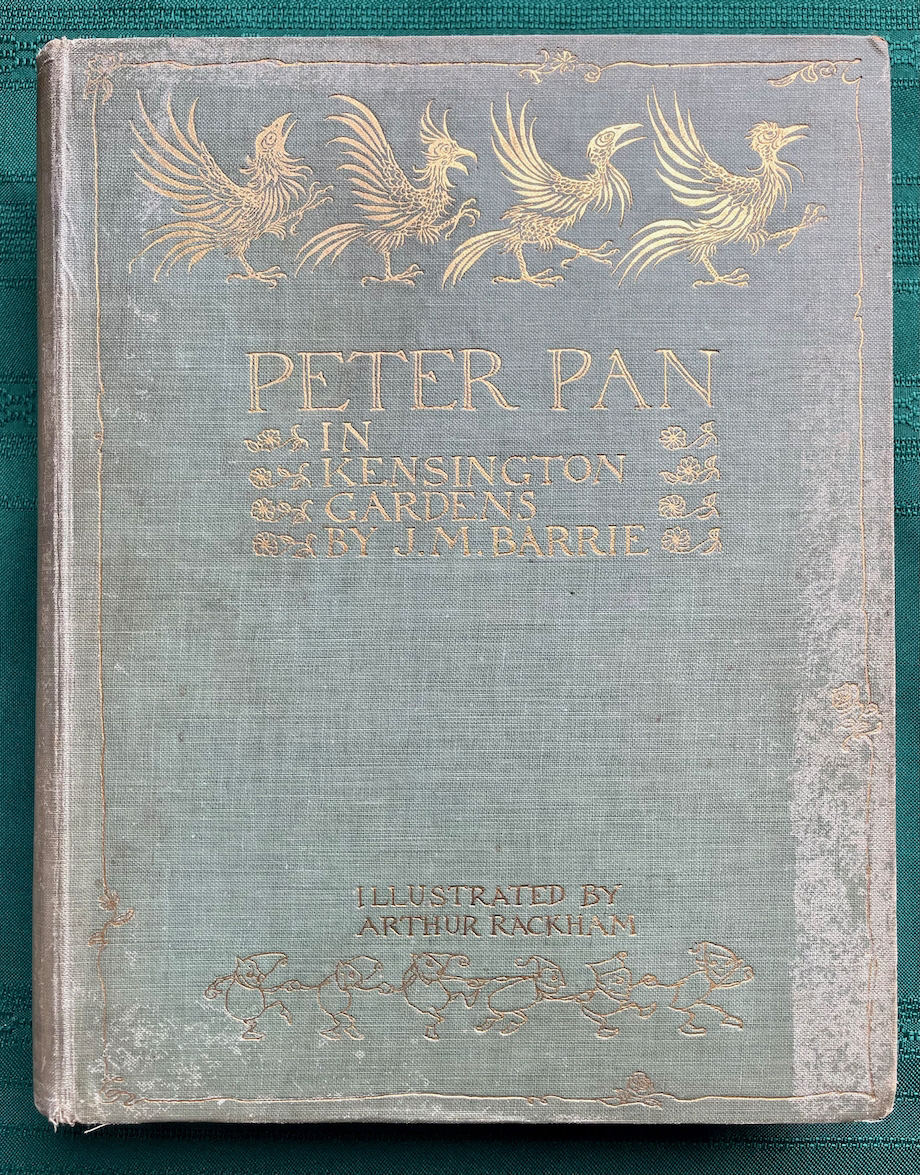 PETER PAN
IN
KENSINGTON
GARDENS
BY J.M.BARRIE
ILLUSTRATED BY
ARTHUR RACKHAM